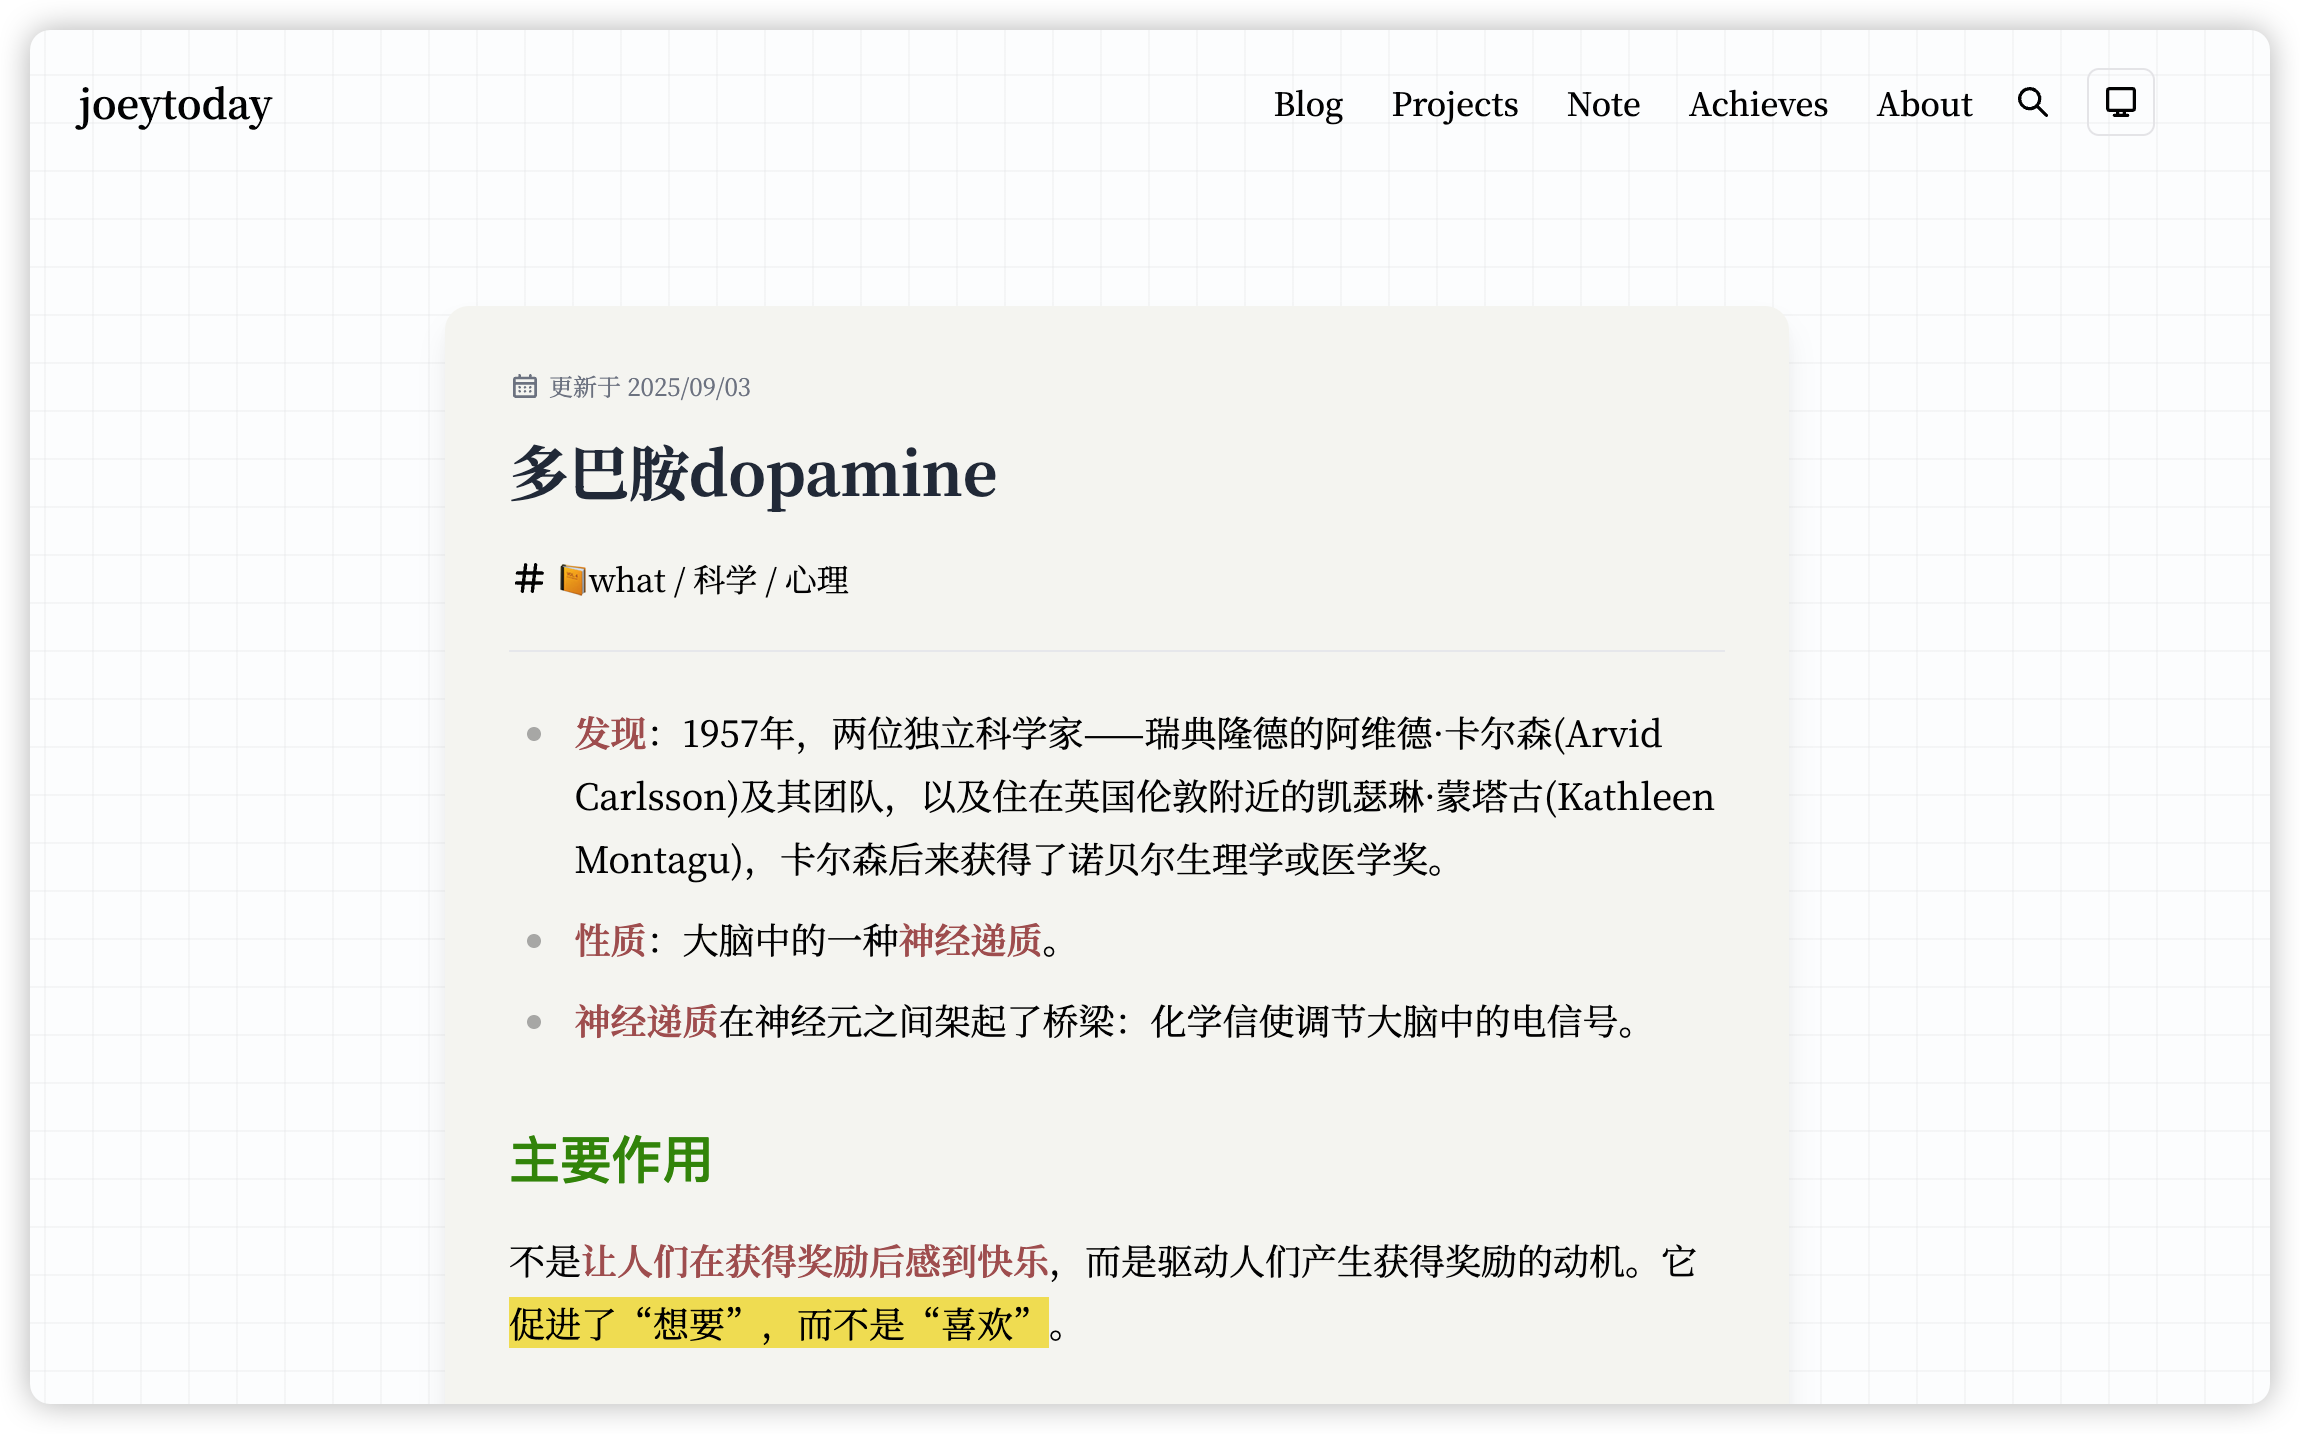 joeytoday
Blog Projects Note Achieves About
更新于 2025/09/03
多巴胺dopamine
# 📔what / 科学 / 心理
发现：1957年，两位独立科学家——瑞典隆德的阿维德·卡尔森(Arvid
Carlsson)及其团队，以及住在英国伦敦附近的凯瑟琳·蒙塔古(Kathleen
Montagu)，卡尔森后来获得了诺贝尔生理学或医学奖。
性质：大脑中的一种神经递质。
神经递质在神经元之间架起了桥梁：化学信使调节大脑中的电信号。
主要作用
不是让人们在获得奖励后感到快乐，而是驱动人们产生获得奖励的动机。它
促进了“想要”，而不是“喜欢”。